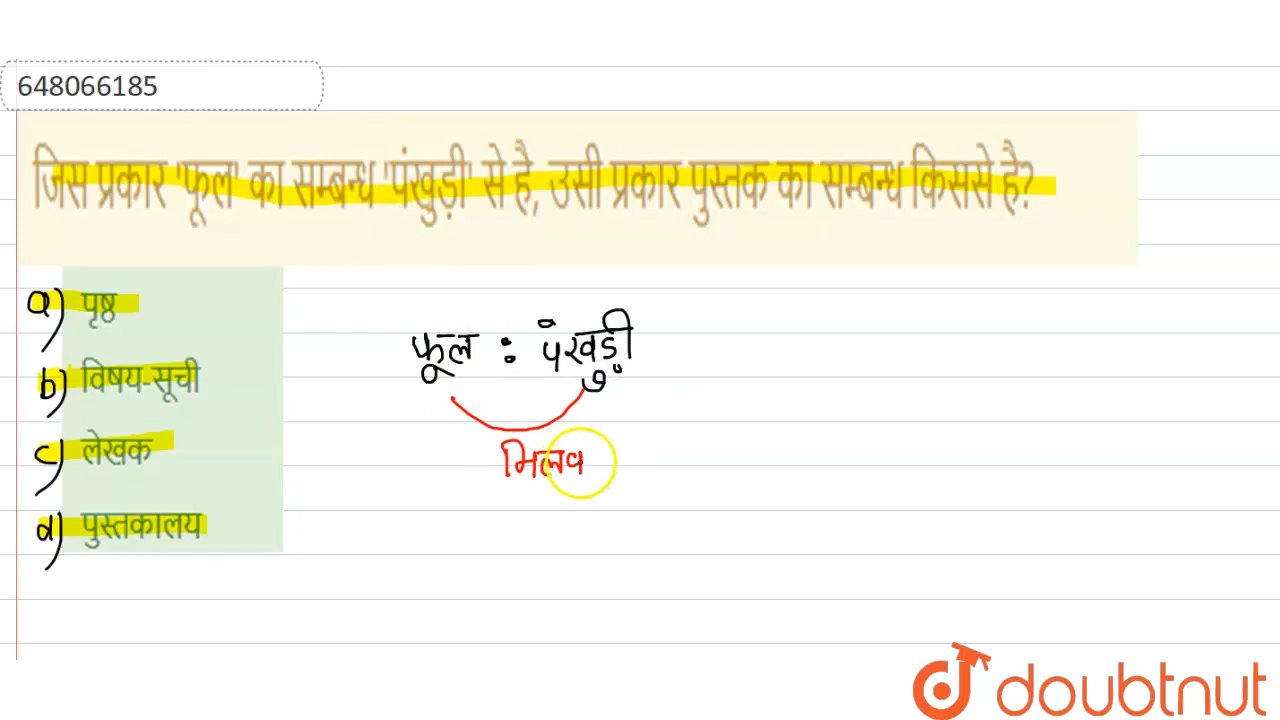 648066185
जिस प्रकार 'फूल' का सम्बन्ध 'पंखुड़ी' से है, उसी प्रकार पुस्तक का सम्बन्ध किससे है?
a) पृष्ठ
b) विषय-सूची
c) लेखक
d) पुस्तकालय
फूल : पंखुड़ी
मिलव
doubtnut